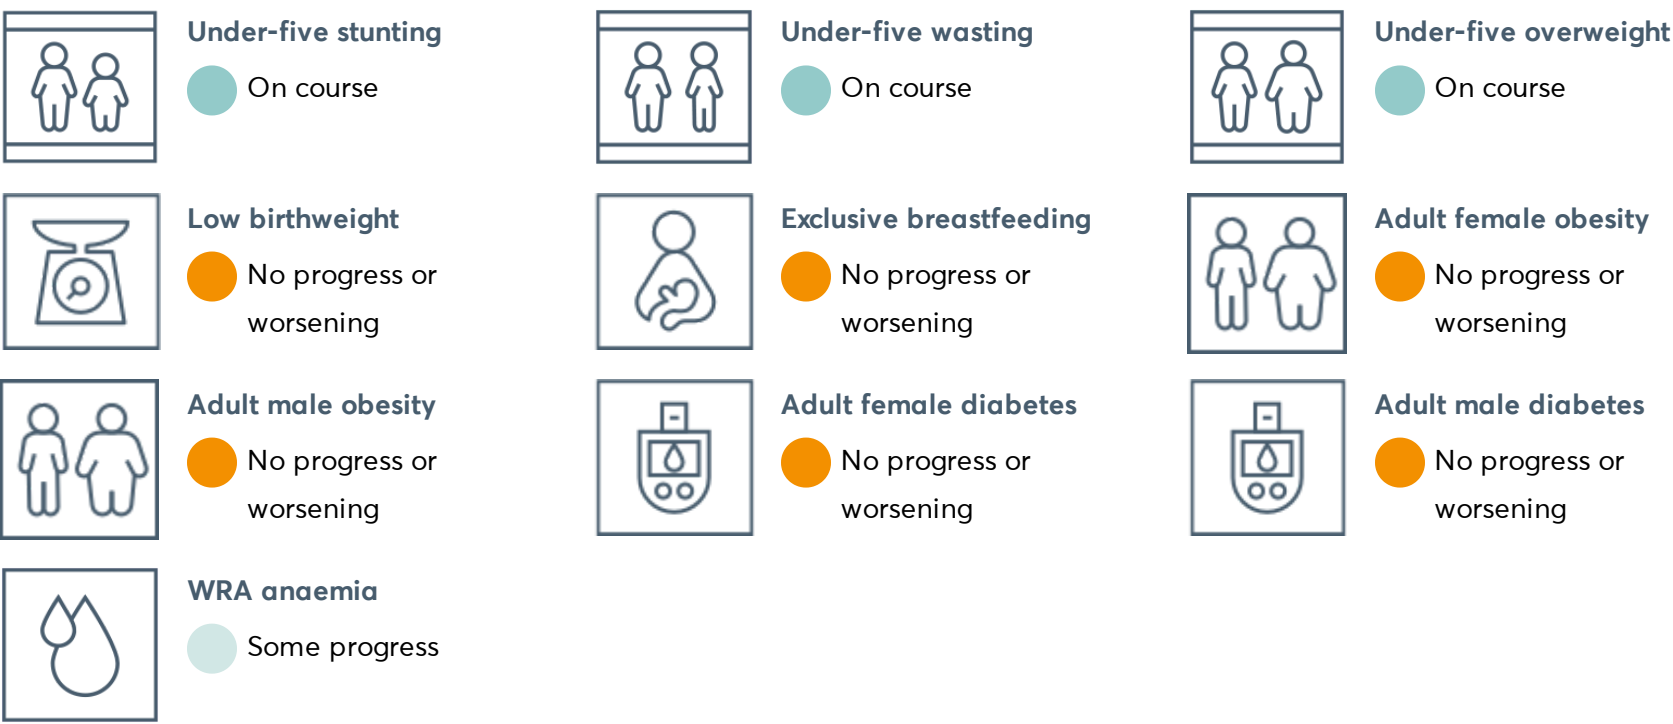 Under-five stunting
On course
Under-five wasting
On course
Under-five overweight
On course
Low birthweight
No progress or
worsening
Exclusive breastfeeding
No progress or
worsening
Adult female obesity
No progress or
worsening
Adult male obesity
No progress or
worsening
Adult female diabetes
No progress or
worsening
Adult male diabetes
No progress or
worsening
WRA anaemia
Some progress